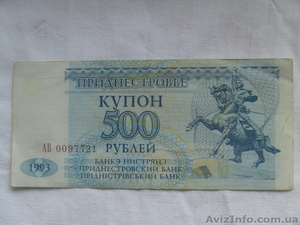 ПРИДНЕСТРОВЬЕ
КУПОН
500
РУБЛЕЙ
АВ 0097721
1993
БАНКЭ НИСТРЯНЭ
ПРИДНЕСТРОВСКИЙ БАНК
ПРИДНІСТРОВСЬКИЙ БАНК
AvizInfo.com.ua